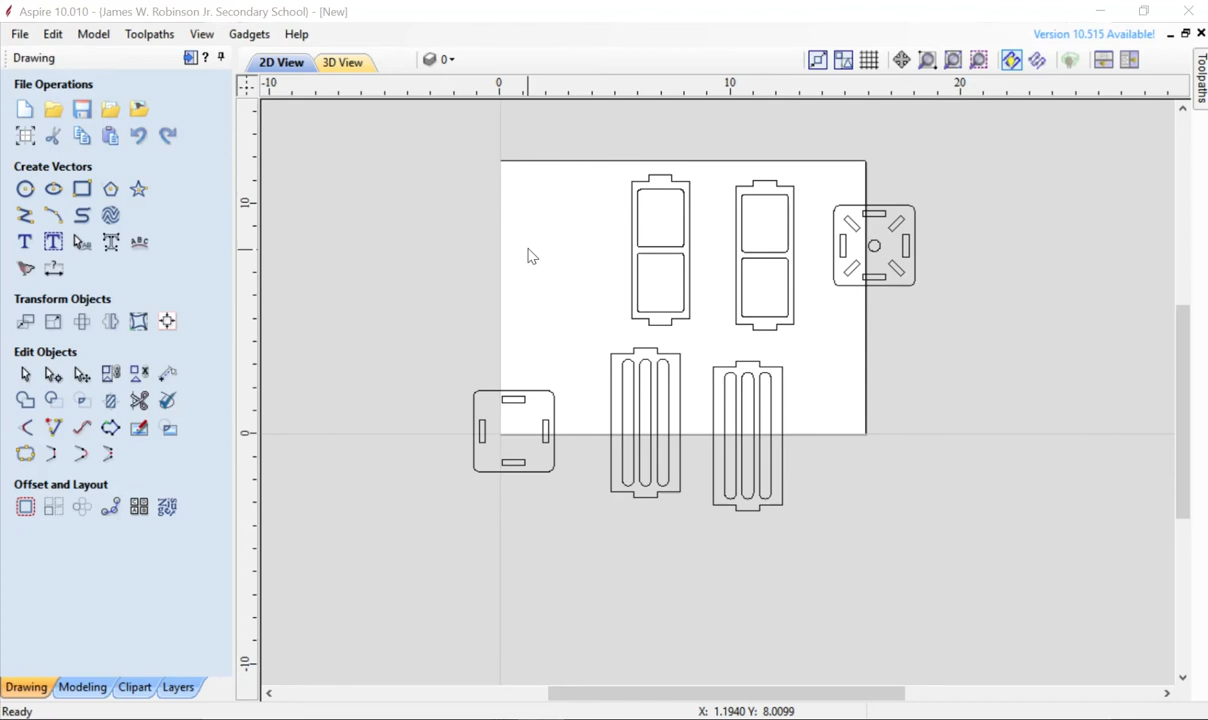 Aspire 10.010 - {James W. Robinson Jr. Secondary School} - [New]
File Edit Model Toolpaths View Gadgets Help
Version 10.515 Available!
Drawing
?
2D View 3D View
0
Toolpaths
File Operations
-10 0 10 20
Create Vectors
10
Transform Objects
Edit Objects
0
Offset and Layout
-10
Drawing Modeling Clipart Layers
Ready
X: 1.1940 Y: 8.0099